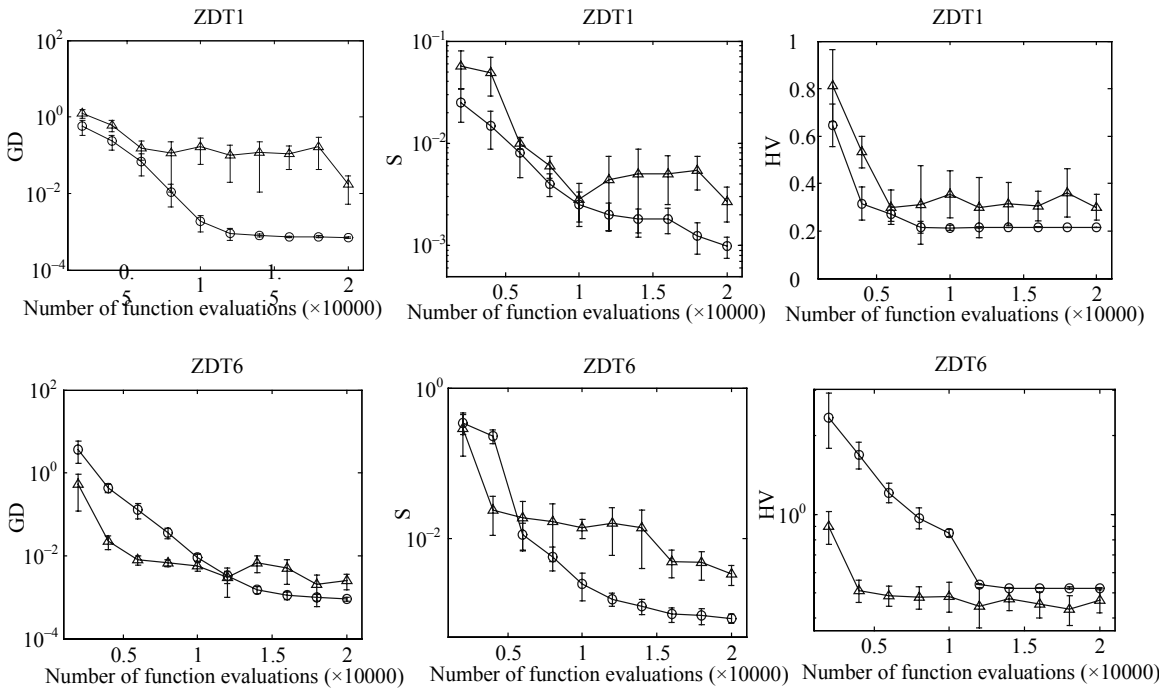 ZDT1
10^2
10^0
10^-2
10^-4
GD
0.
5
1
1.
5
2
Number of function evaluations (×10000)
ZDT1
10^-1
10^-2
10^-3
S
0.5
1
1.5
2
Number of function evaluations (×10000)
ZDT1
1
0.8
0.6
0.4
0.2
0
HV
0.5
1
1.5
2
Number of function evaluations (×10000)
ZDT6
10^2
10^0
10^-2
10^-4
GD
0.5
1
1.5
2
Number of function evaluations (×10000)
ZDT6
10^0
10^-2
S
0.5
1
1.5
2
Number of function evaluations (×10000)
ZDT6
10^0
HV
0.5
1
1.5
2
Number of function evaluations (×10000)